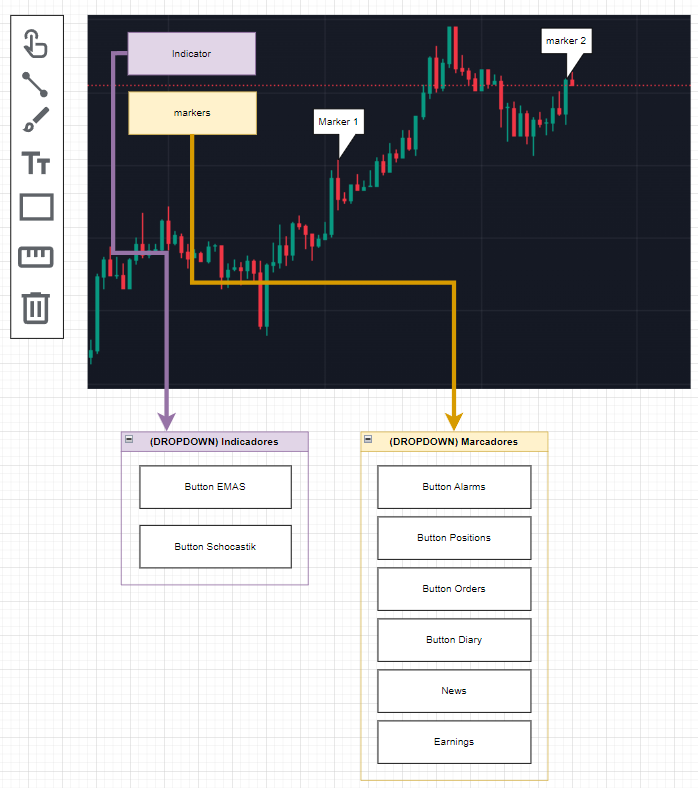 Indicator
markers
Marker 1
marker 2
(DROPDOWN) Indicadores
Button EMAS
Button Schocastik
(DROPDOWN) Marcadores
Button Alarms
Button Positions
Button Orders
Button Diary
News
Earnings